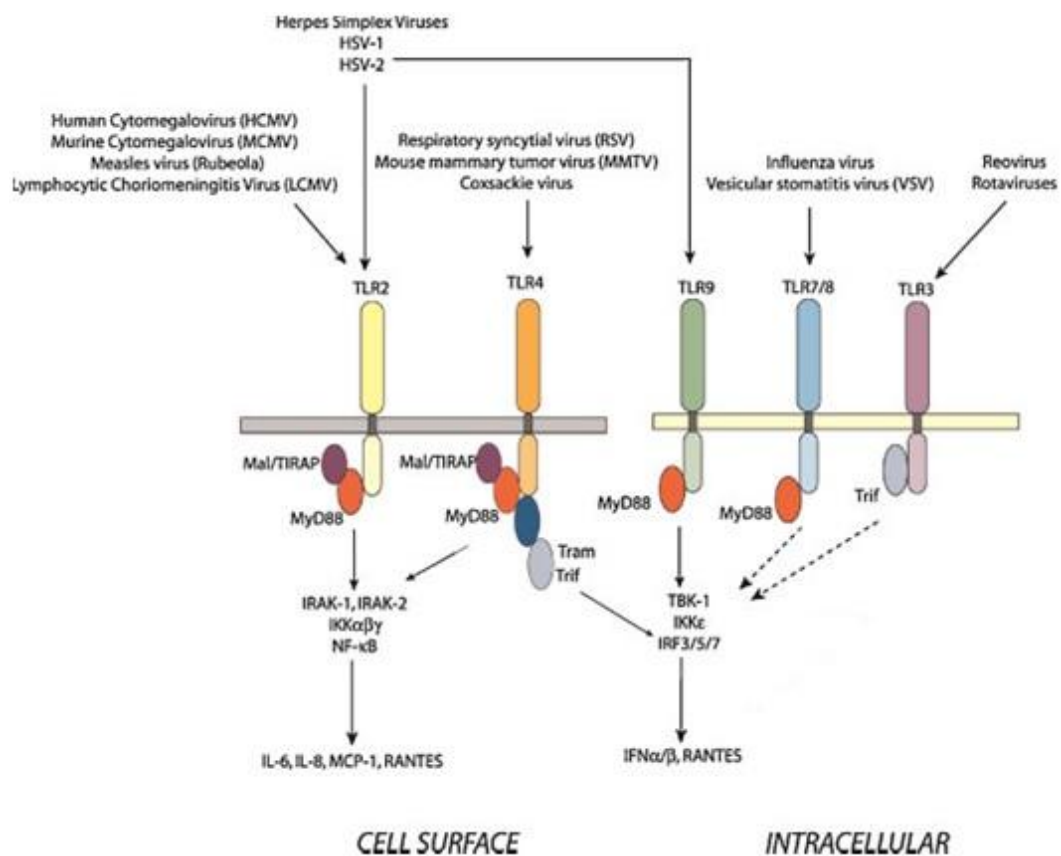 Herpes Simplex Viruses
HSV-1
HSV-2
Human Cytomegalovirus (HCMV)
Murine Cytomegalovirus (MCMV)
Measles virus (Rubeola)
Lymphocytic Choriomeningitis Virus (LCMV)
Respiratory syncytial virus (RSV)
Mouse mammary tumor virus (MMTV)
Coxsackie virus
Influenza virus
Vesicular stomatitis virus (VSV)
Reovirus
Rotaviruses
TLR2
TLR4
TLR9
TLR7/8
TLR3
Mal/TIRAP
MyD88
Mal/TIRAP
MyD88
Tram
Trif
MyD88
MyD88
Trif
IRAK-1, IRAK-2
IKKαβγ
NF-κB
TBK-1
IKKε
IRF3/5/7
IL-6, IL-8, MCP-1, RANTES
IFNα/β, RANTES
CELL SURFACE
INTRACELLULAR